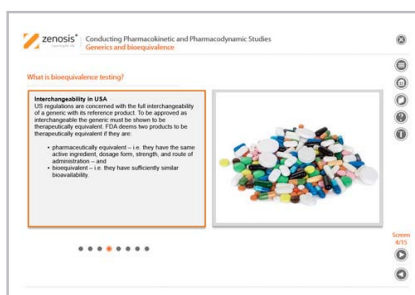 zenosis
Conducting Pharmacokinetic and Pharmacodynamic Studies
Generics and bioequivalence
What is bioequivalence testing?
Interchangeability in USA
US regulations are concerned with the full interchangeability
of a generic with its reference product. To be approved as
interchangeable the generic must be shown to be
therapeutically equivalent. FDA deems two products to be
therapeutically equivalent if they are:
• pharmaceutically equivalent – i.e. they have the same
active ingredient, dosage form, strength, and route of
administration – and
• bioequivalent – i.e. they have sufficiently similar
bioavailability.
Screen
4/15